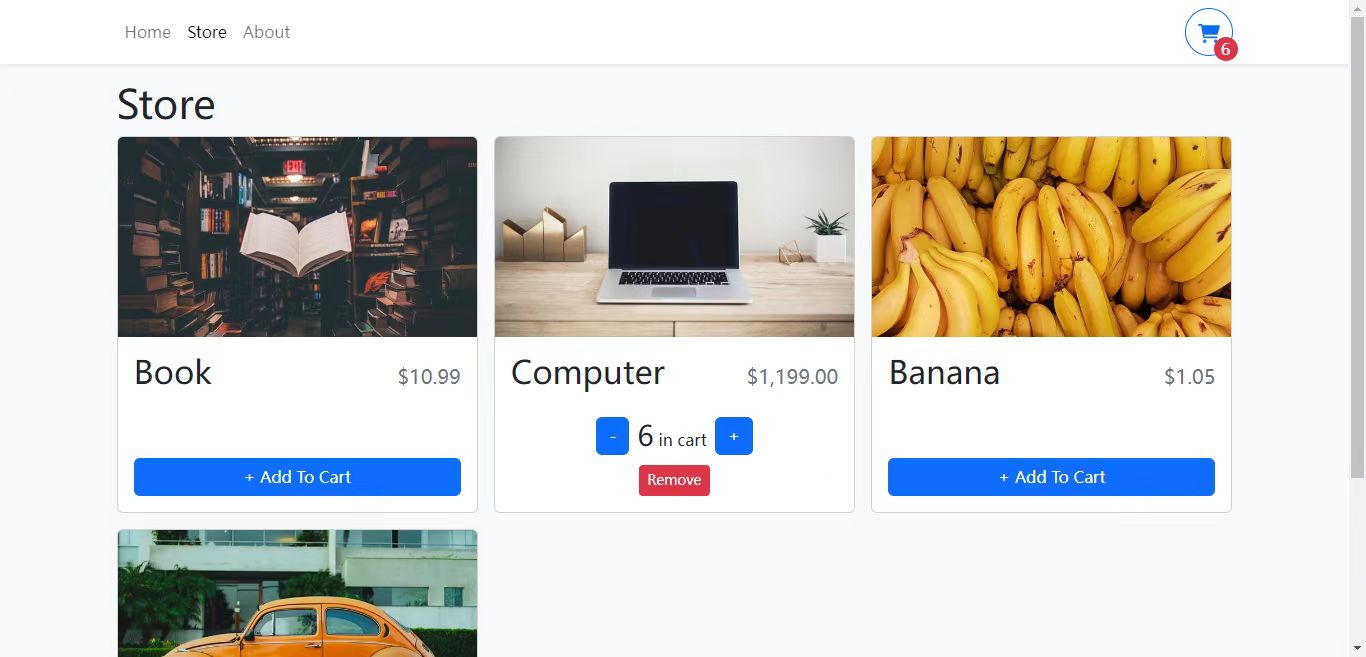 Home Store About
6
Store
EXIT
Book $10.99
+ Add To Cart
Computer $1,199.00
- 6 in cart +
Remove
Banana $1.05
+ Add To Cart